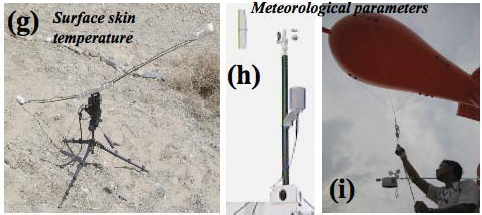 (g) Surface skin
temperature
Meteorological parameters
(h)
(i)